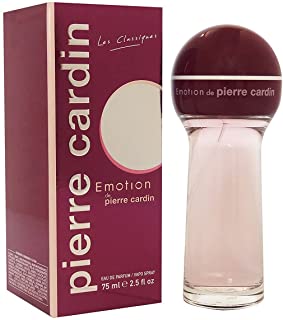 pierre cardin
Les Classiques
Emotion
de
pierre cardin
EAU DE PARFUM / VAPO SPRAY
75 ml ℮ 2.5 fl oz
Emotion de pierre cardin